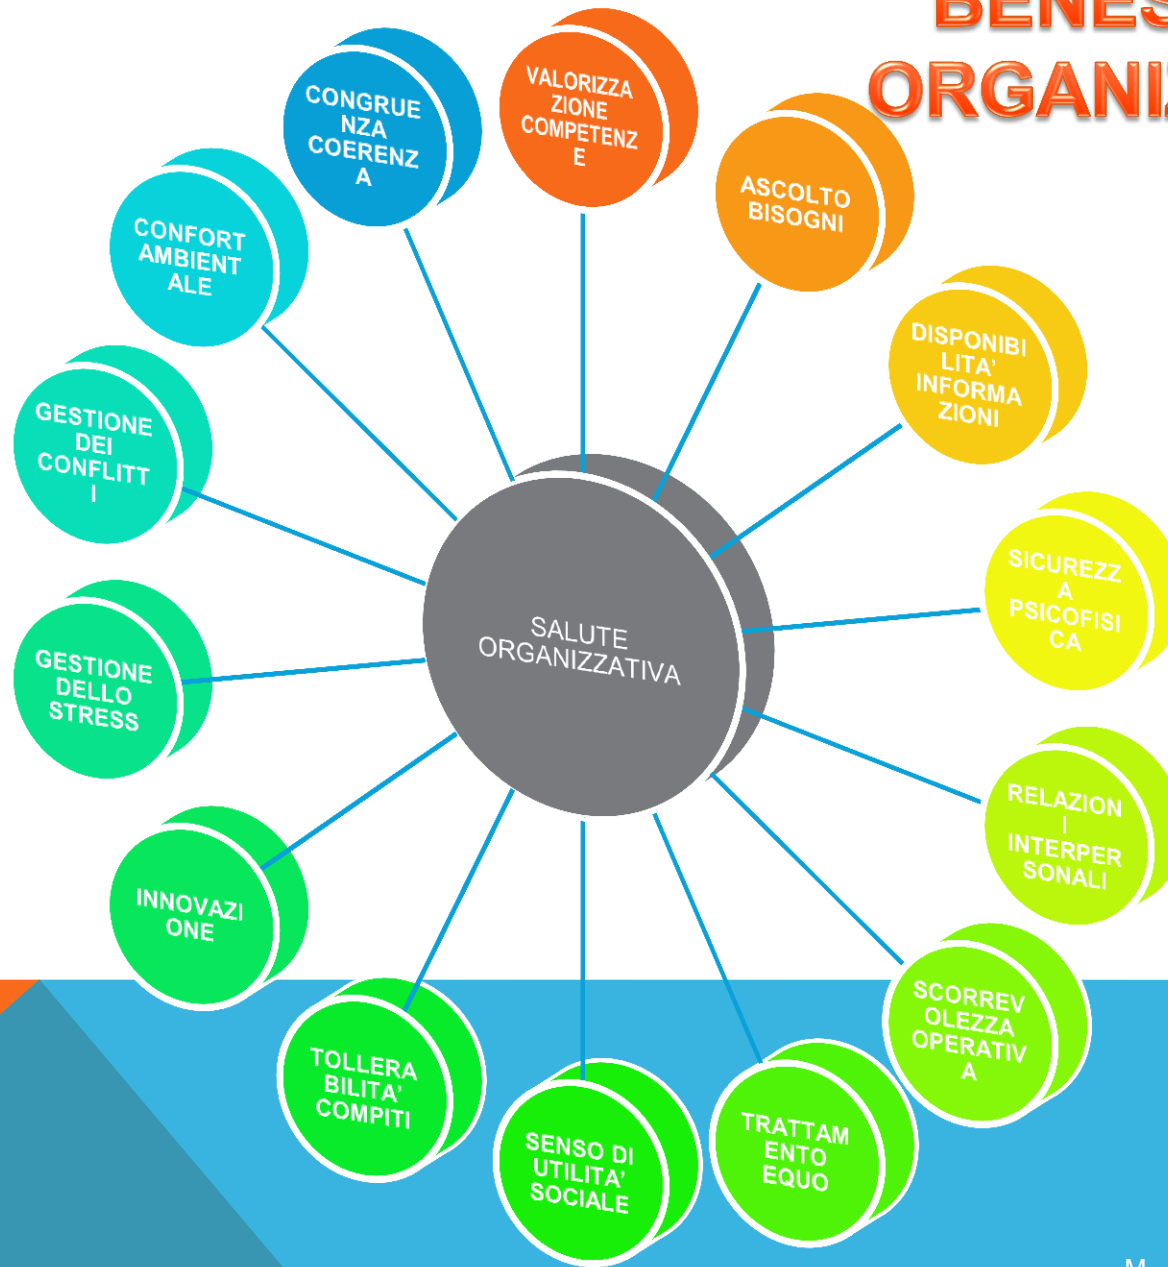 BENES
ORGANIZ
VALORIZZA
ZIONE
COMPETENZ
E
ASCOLTO
BISOGNI
DISPONIBI
LITA’
INFORMA
ZIONI
SICUREZZ
A
PSICOFISI
CA
RELAZION
I
INTERPER
SONALI
SCORREV
OLEZZA
OPERATIV
A
TRATTAM
ENTO
EQUO
SENSO DI
UTILITA’
SOCIALE
TOLLERA
BILITA’
COMPITI
INNOVAZI
ONE
GESTIONE
DELLO
STRESS
GESTIONE
DEI
CONFLITT
I
CONFORT
AMBIENT
ALE
CONGRUE
NZA
COERENZ
A
SALUTE
ORGANIZZATIVA
M